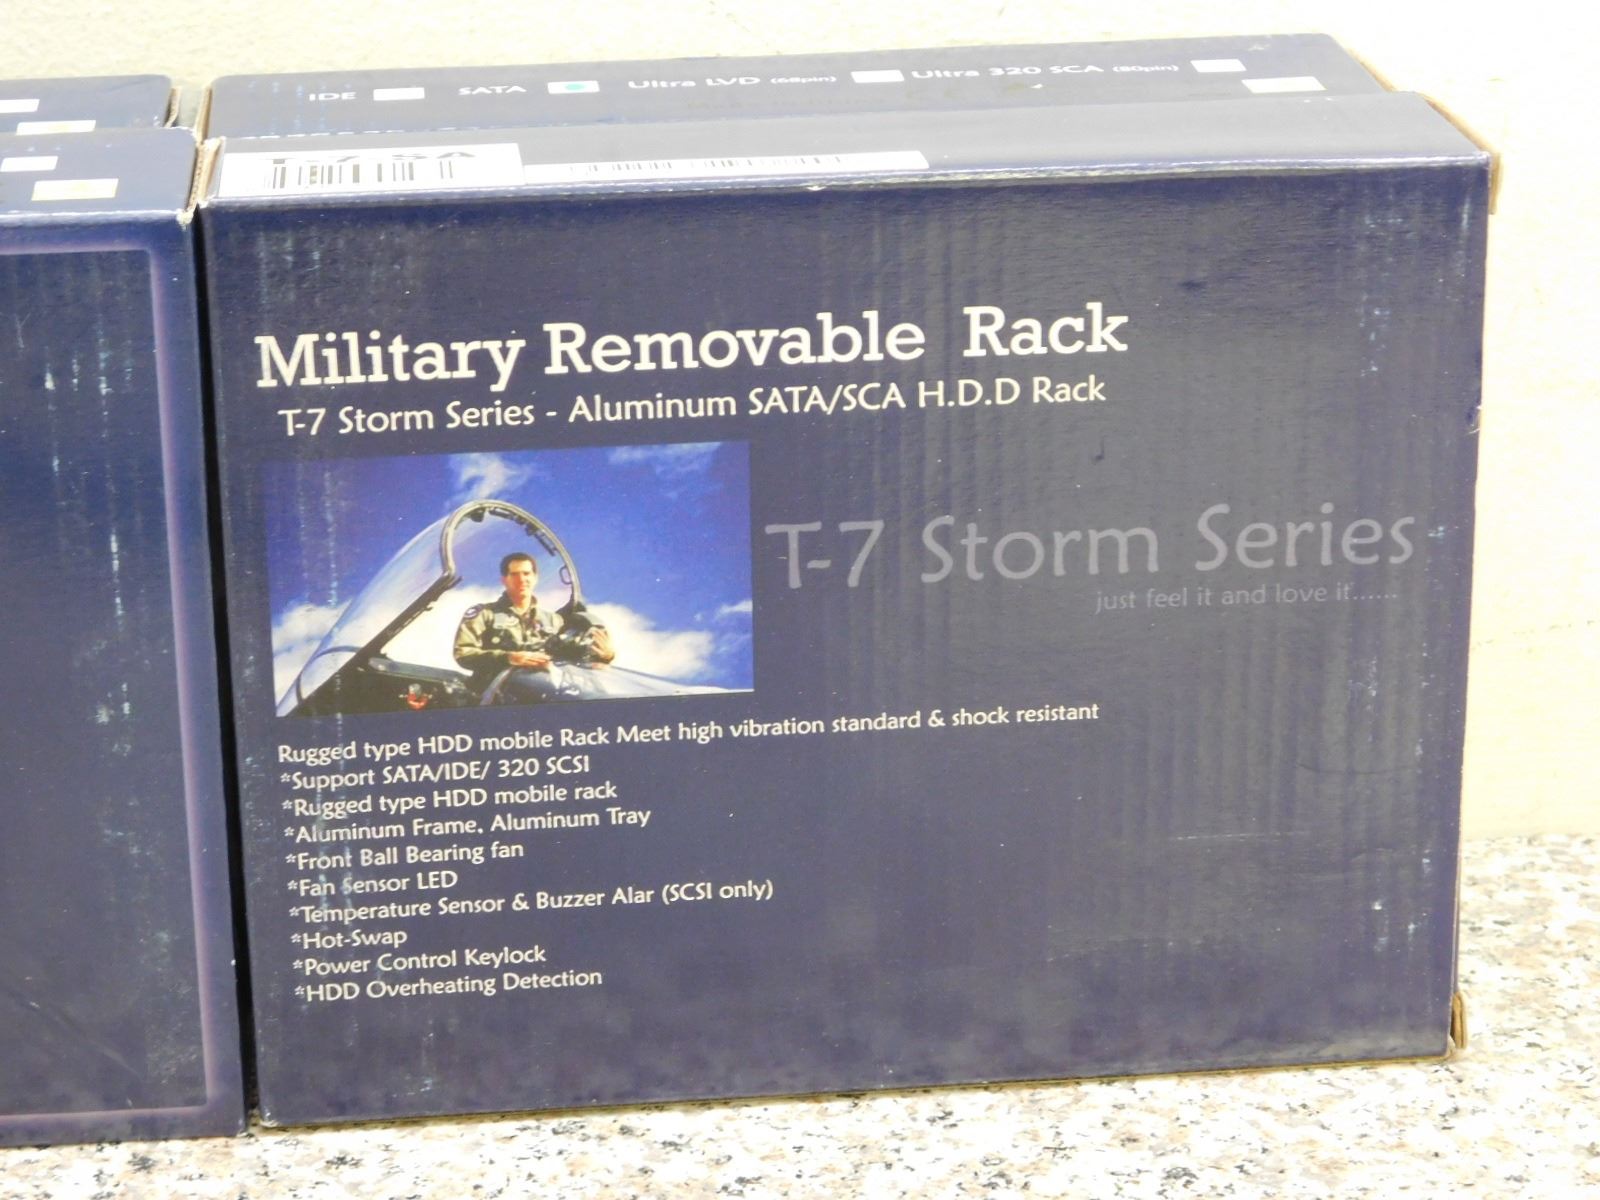 IDE SATA Ultra LVD (68pin) Ultra 320 SCA (80pin)
T-7-SA
Military Removable Rack
T-7 Storm Series - Aluminum SATA/SCA H.D.D Rack
T-7 Storm Series
just feel it and love it......
Rugged type HDD mobile Rack Meet high vibration standard & shock resistant
*Support SATA/IDE/ 320 SCSI
*Rugged type HDD mobile rack
*Aluminum Frame. Aluminum Tray
*Front Ball Bearing fan
*Fan Sensor LED
*Temperature Sensor & Buzzer Alar (SCSI only)
*Hot-Swap
*Power Control Keylock
*HDD Overheating Detection